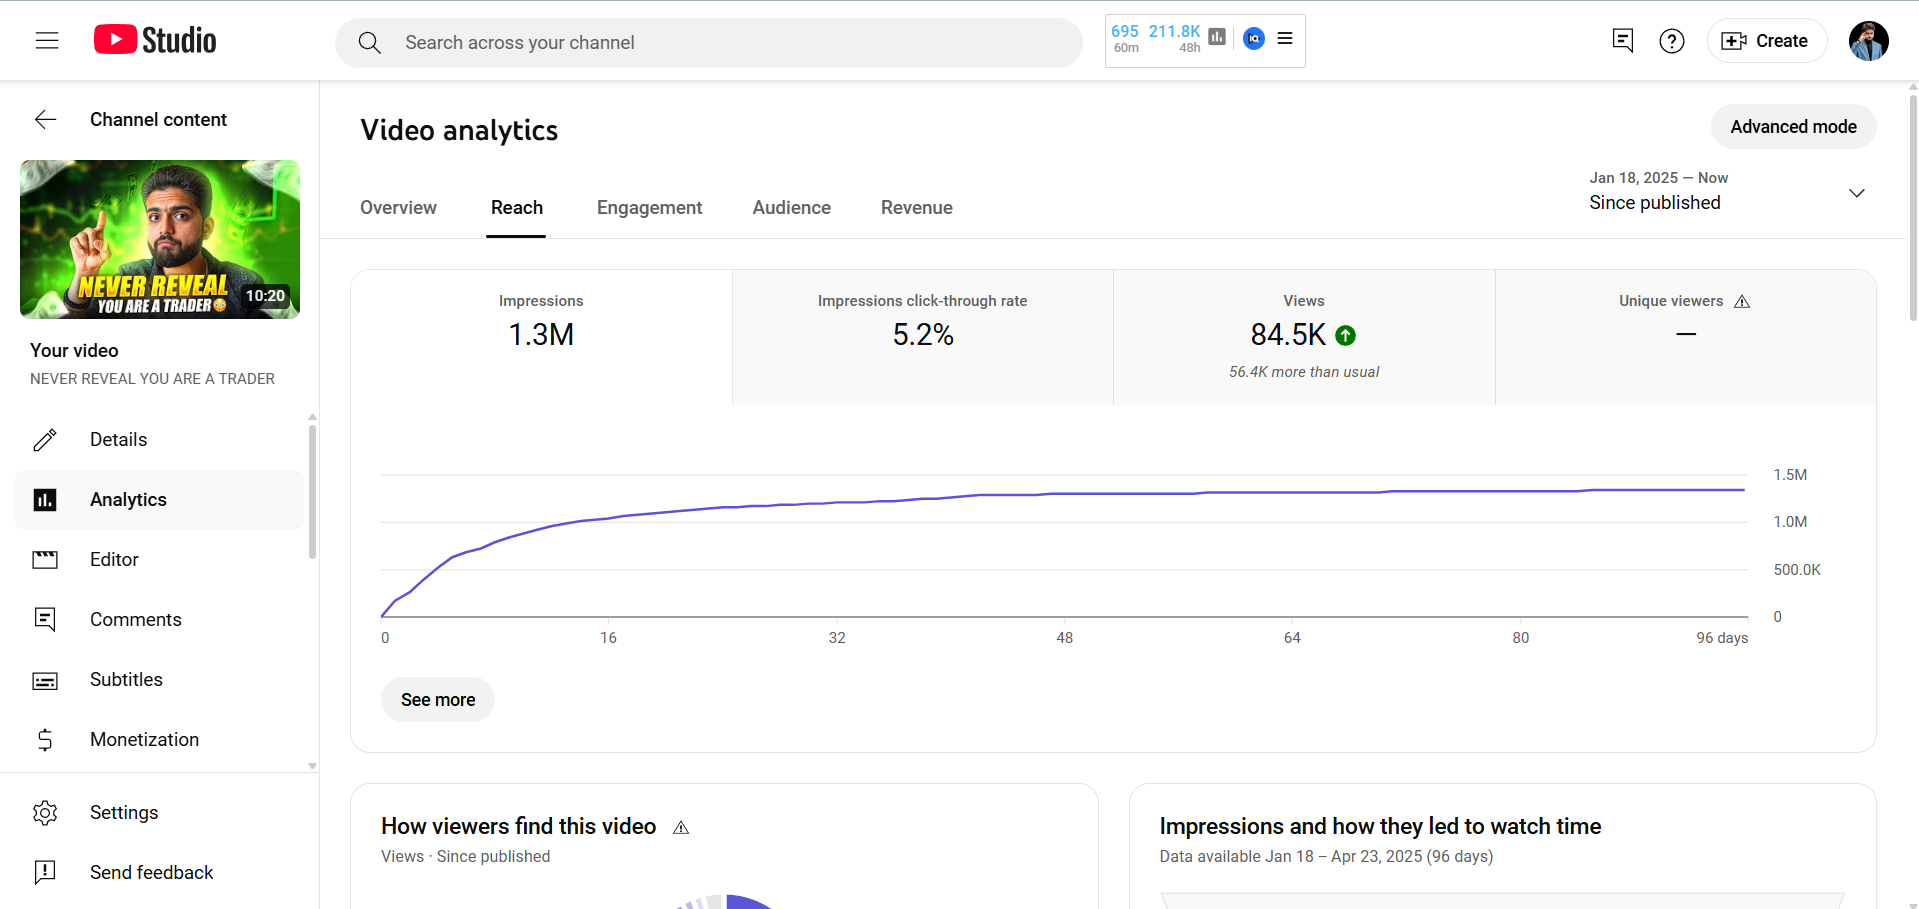 Studio
Search across your channel
695 211.8K
60m 48h
IQ
Create
Channel content
NEVER REVEAL
YOU ARE A TRADER
10:20
Your video
NEVER REVEAL YOU ARE A TRADER
Details
Analytics
Editor
Comments
Subtitles
Monetization
Settings
Send feedback
Video analytics
Advanced mode
Overview
Reach
Engagement
Audience
Revenue
Jan 18, 2025 – Now
Since published
Impressions
1.3M
Impressions click-through rate
5.2%
Views
84.5K
56.4K more than usual
Unique viewers
—
1.5M
1.0M
500.0K
0
0 16 32 48 64 80 96 days
See more
How viewers find this video
Views · Since published
Impressions and how they led to watch time
Data available Jan 18 – Apr 23, 2025 (96 days)